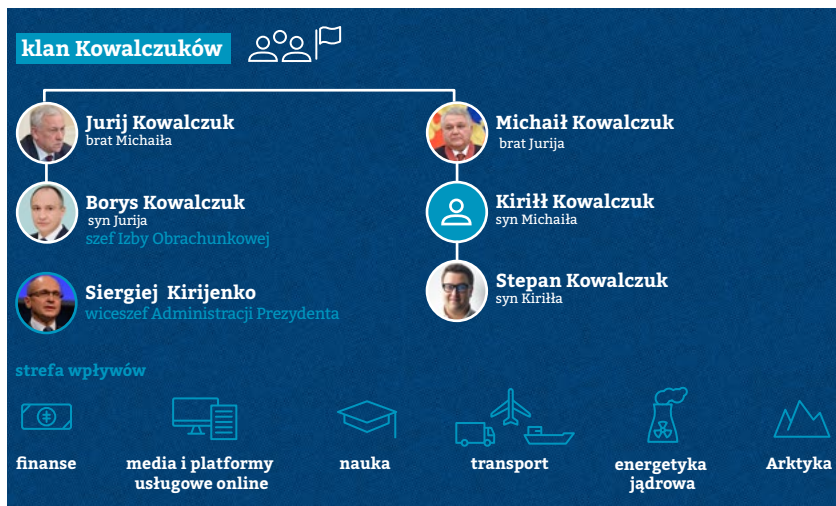 klan Kowalczuków
Jurij Kowalczuk
brat Michaiła
Borys Kowalczuk
syn Jurija
szef Izby Obrachunkowej
Siergiej Kirijenko
wiceszef Administracji Prezydenta
Michaił Kowalczuk
brat Jurija
Kiriłł Kowalczuk
syn Michaiła
Stepan Kowalczuk
syn Kiriłła
strefa wpływów
finanse
media i platformy
usługowe online
nauka
transport
energetyka
jądrowa
Arktyka